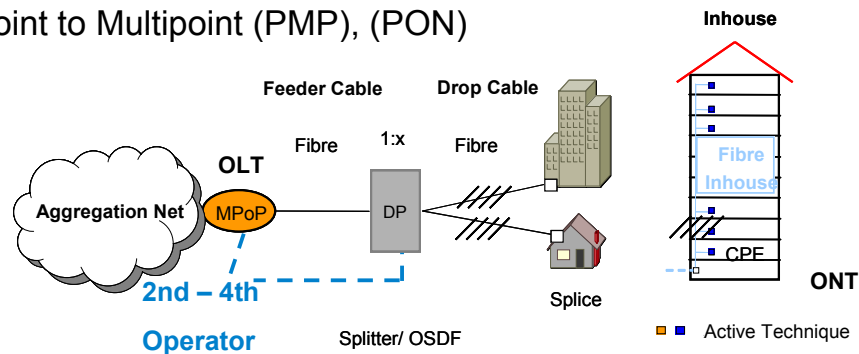 oint to Multipoint (PMP), (PON)
Inhouse
Feeder Cable
Drop Cable
Fibre
1:x
Fibre
OLT
Aggregation Net
MPoP
DP
Fibre
Inhouse
CPE
2nd – 4th
Operator
Splice
ONT
Splitter/ OSDF
Active Technique